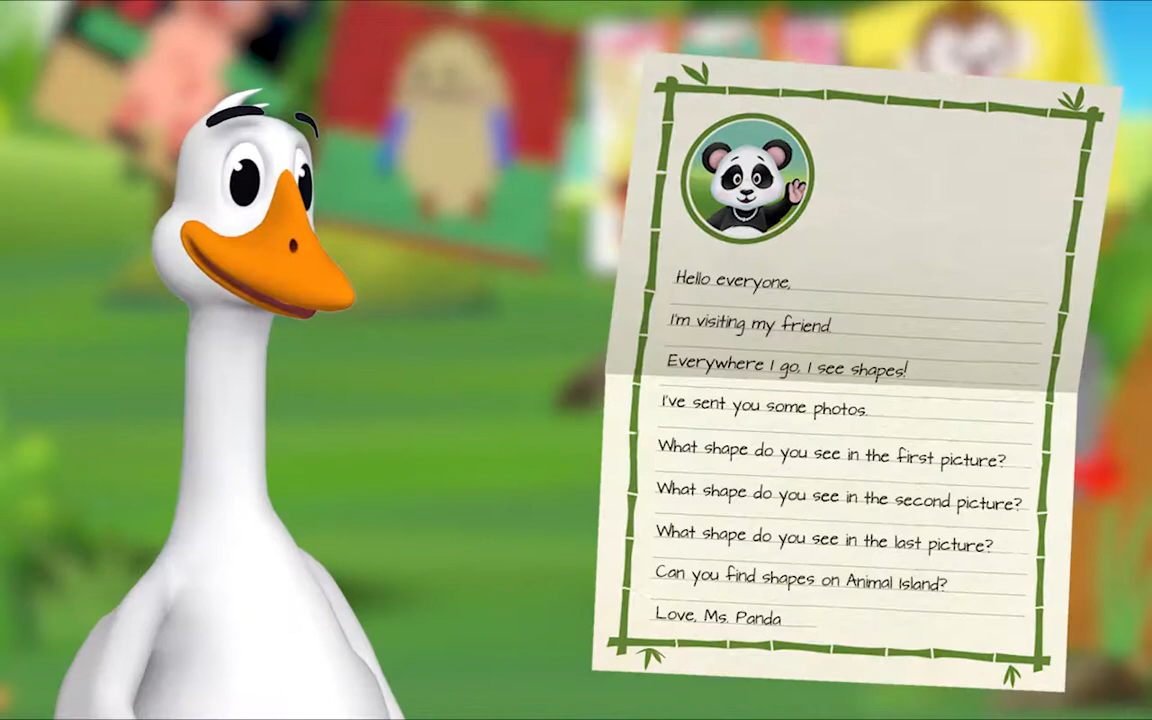 Hello everyone,
I'm visiting my friend.
Everywhere I go, I see shapes!
I've sent you some photos.
What shape do you see in the first picture?
What shape do you see in the second picture?
What shape do you see in the last picture?
Can you find shapes on Animal Island?
Love, Ms. Panda